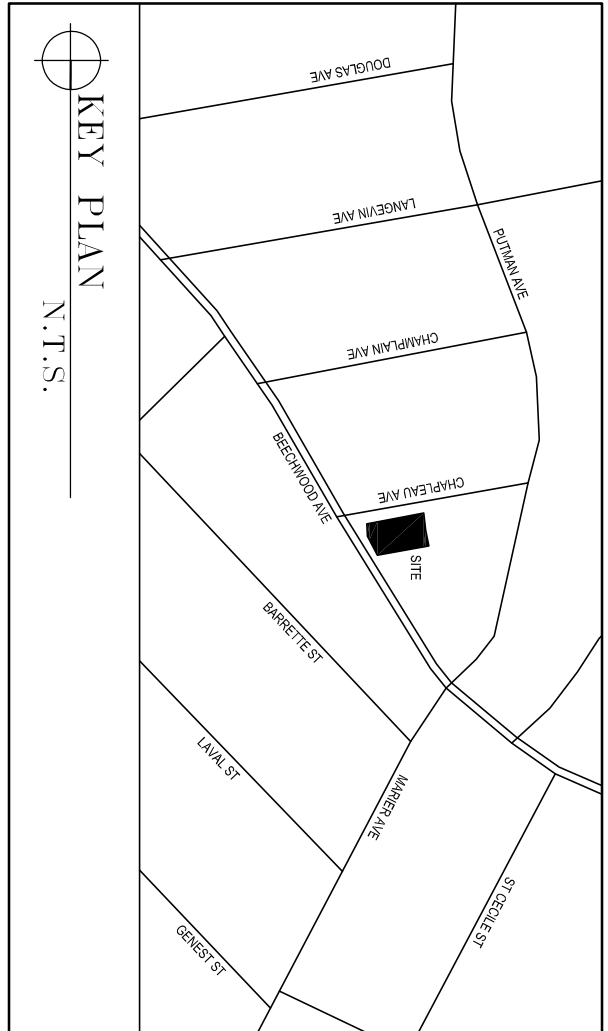 KEY PLAN
N.T.S.
DOUGLAS AVE
LANGEVIN AVE
PUTMAN AVE
CHAMPLAIN AVE
BEECHWOOD AVE
CHAPLEAU AVE
SITE
BARRETTE ST
LAVAL ST
MARIER AVE
ST CECILE ST
GENEST ST